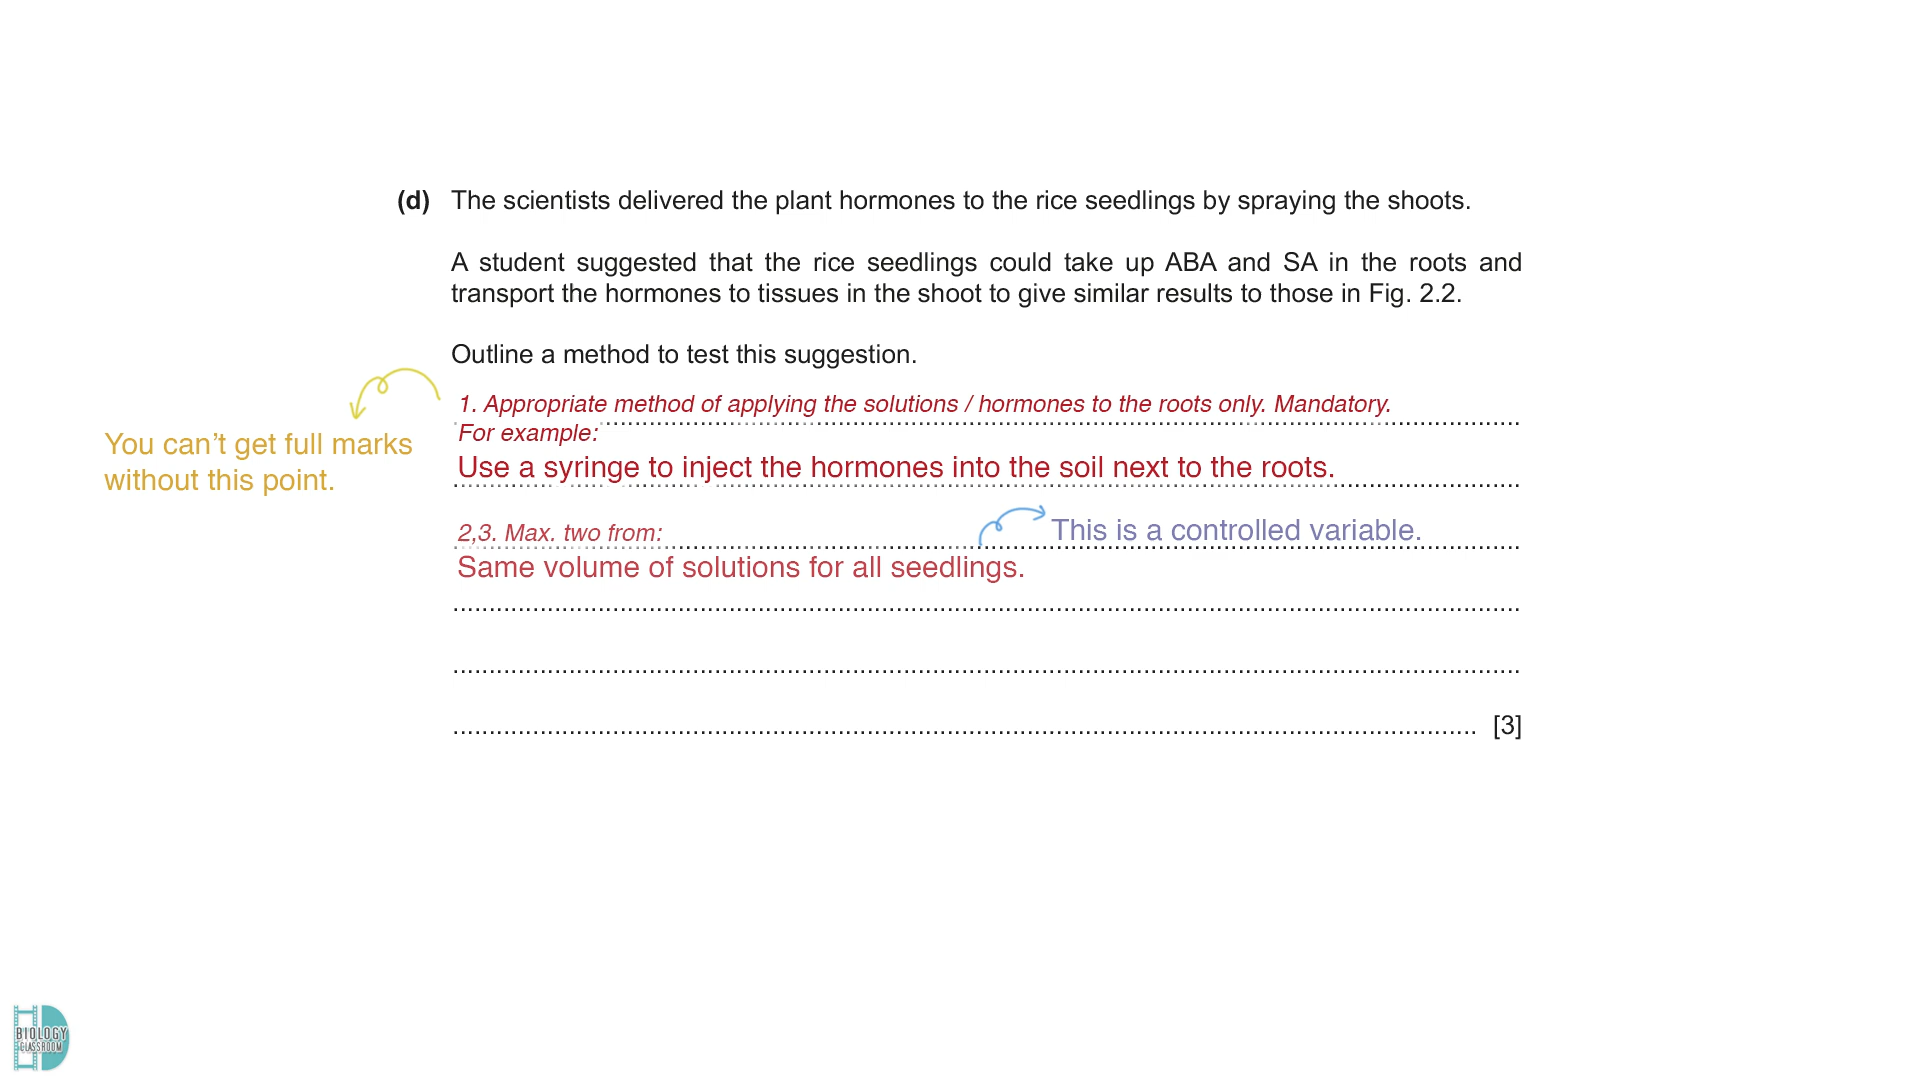 (d) The scientists delivered the plant hormones to the rice seedlings by spraying the shoots.
A student suggested that the rice seedlings could take up ABA and SA in the roots and
transport the hormones to tissues in the shoot to give similar results to those in Fig. 2.2.
Outline a method to test this suggestion.
1. Appropriate method of applying the solutions / hormones to the roots only. Mandatory.
For example:
You can't get full marks
without this point.
Use a syringe to inject the hormones into the soil next to the roots.
2,3. Max. two from:
This is a controlled variable.
Same volume of solutions for all seedlings.
[3]
BIOLOGY
CLASSROOM